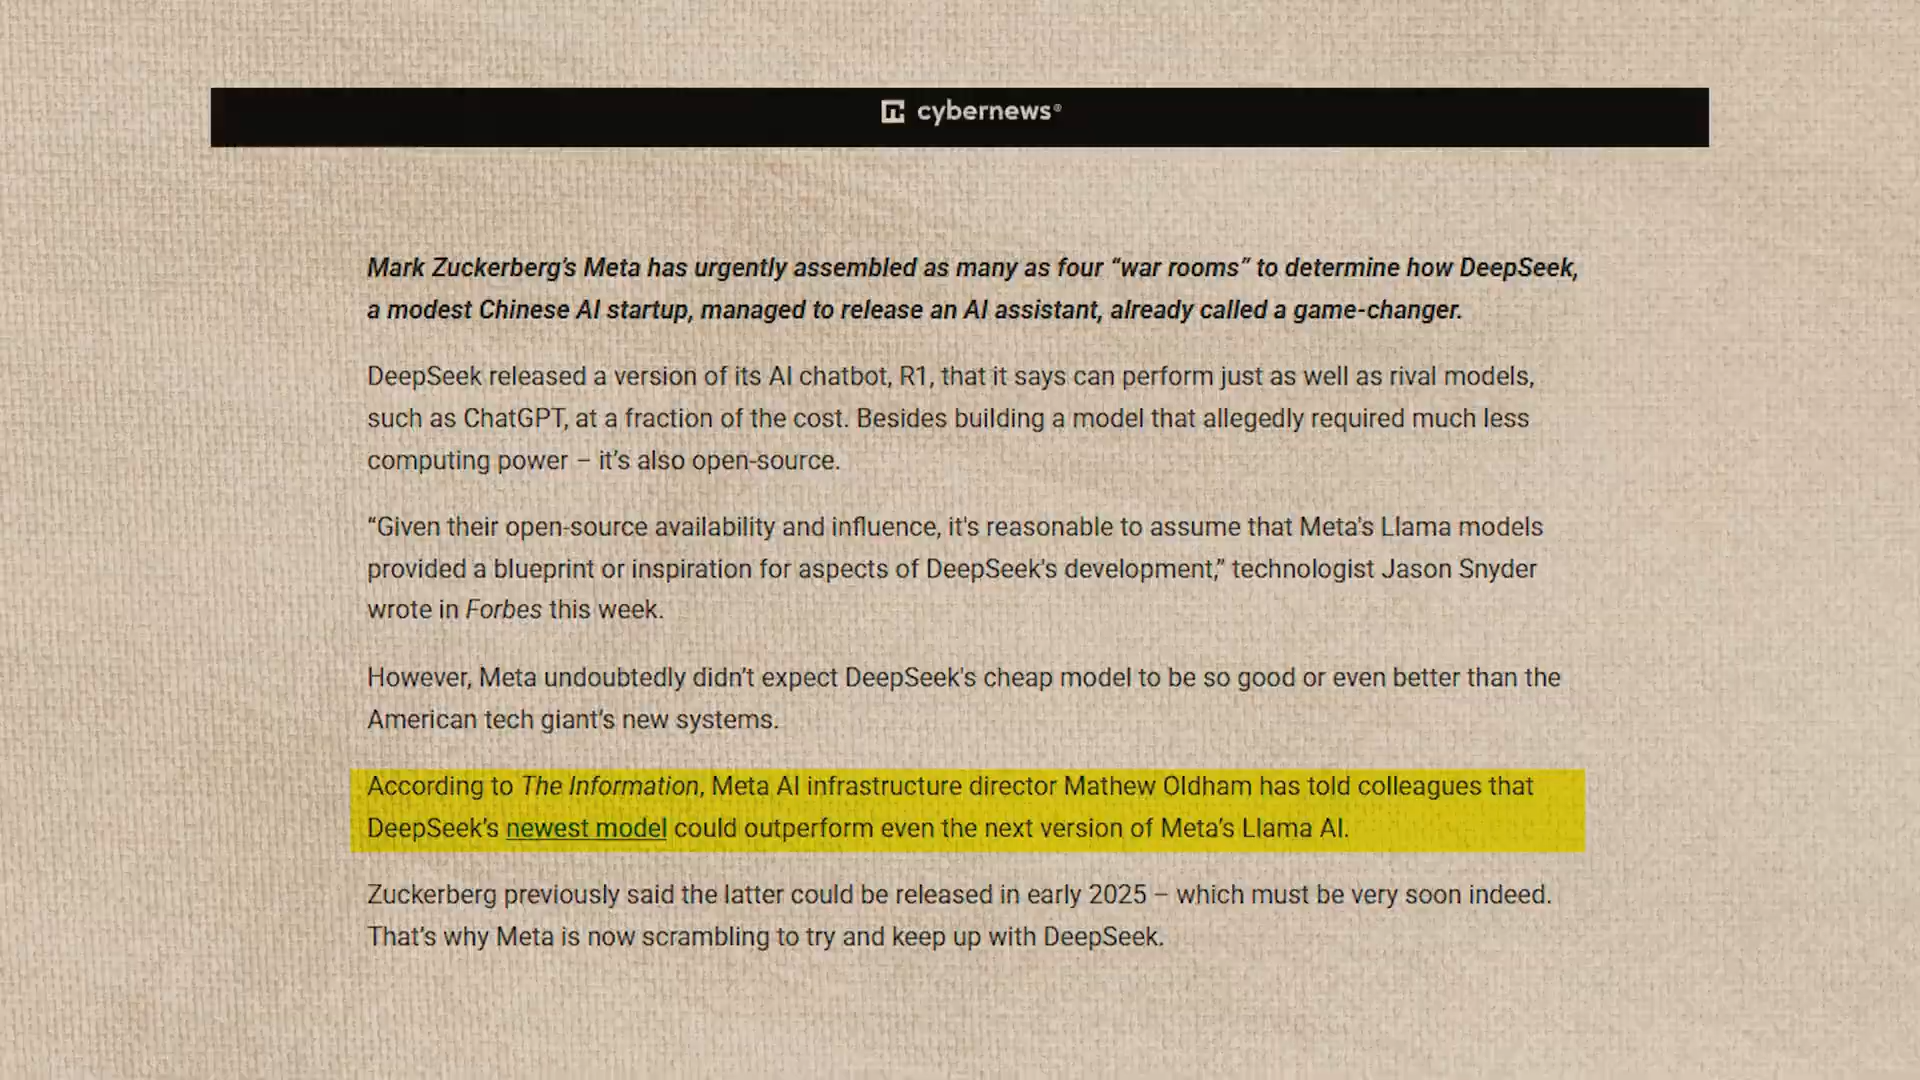 cybernews®
Mark Zuckerberg’s Meta has urgently assembled as many as four “war rooms” to determine how DeepSeek,
a modest Chinese AI startup, managed to release an AI assistant, already called a game-changer.
DeepSeek released a version of its AI chatbot, R1, that it says can perform just as well as rival models,
such as ChatGPT, at a fraction of the cost. Besides building a model that allegedly required much less
computing power – it’s also open-source.
“Given their open-source availability and influence, it's reasonable to assume that Meta's Llama models
provided a blueprint or inspiration for aspects of DeepSeek's development,” technologist Jason Snyder
wrote in Forbes this week.
However, Meta undoubtedly didn’t expect DeepSeek's cheap model to be so good or even better than the
American tech giant’s new systems.
According to The Information, Meta AI infrastructure director Mathew Oldham has told colleagues that
DeepSeek’s newest model could outperform even the next version of Meta’s Llama AI.
Zuckerberg previously said the latter could be released in early 2025 – which must be very soon indeed.
That’s why Meta is now scrambling to try and keep up with DeepSeek.